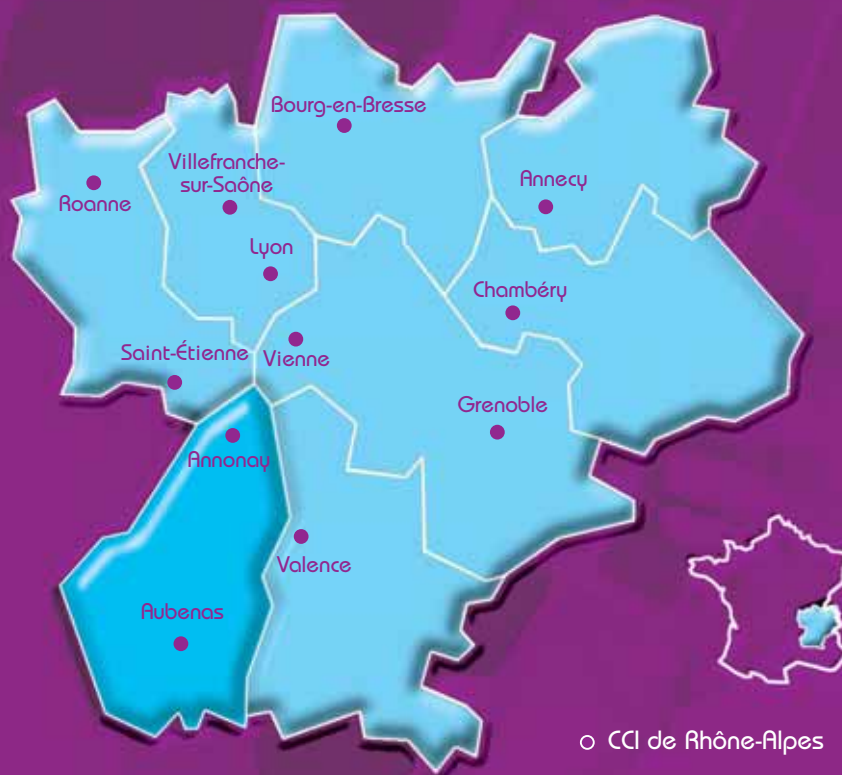 Bourg-en-Bresse
Villefranche-
sur-Saône
Roanne
Annecy
Lyon
Chambéry
Saint-Étienne
Vienne
Grenoble
Annonay
Valence
Aubenas
CCI de Rhône-Alpes